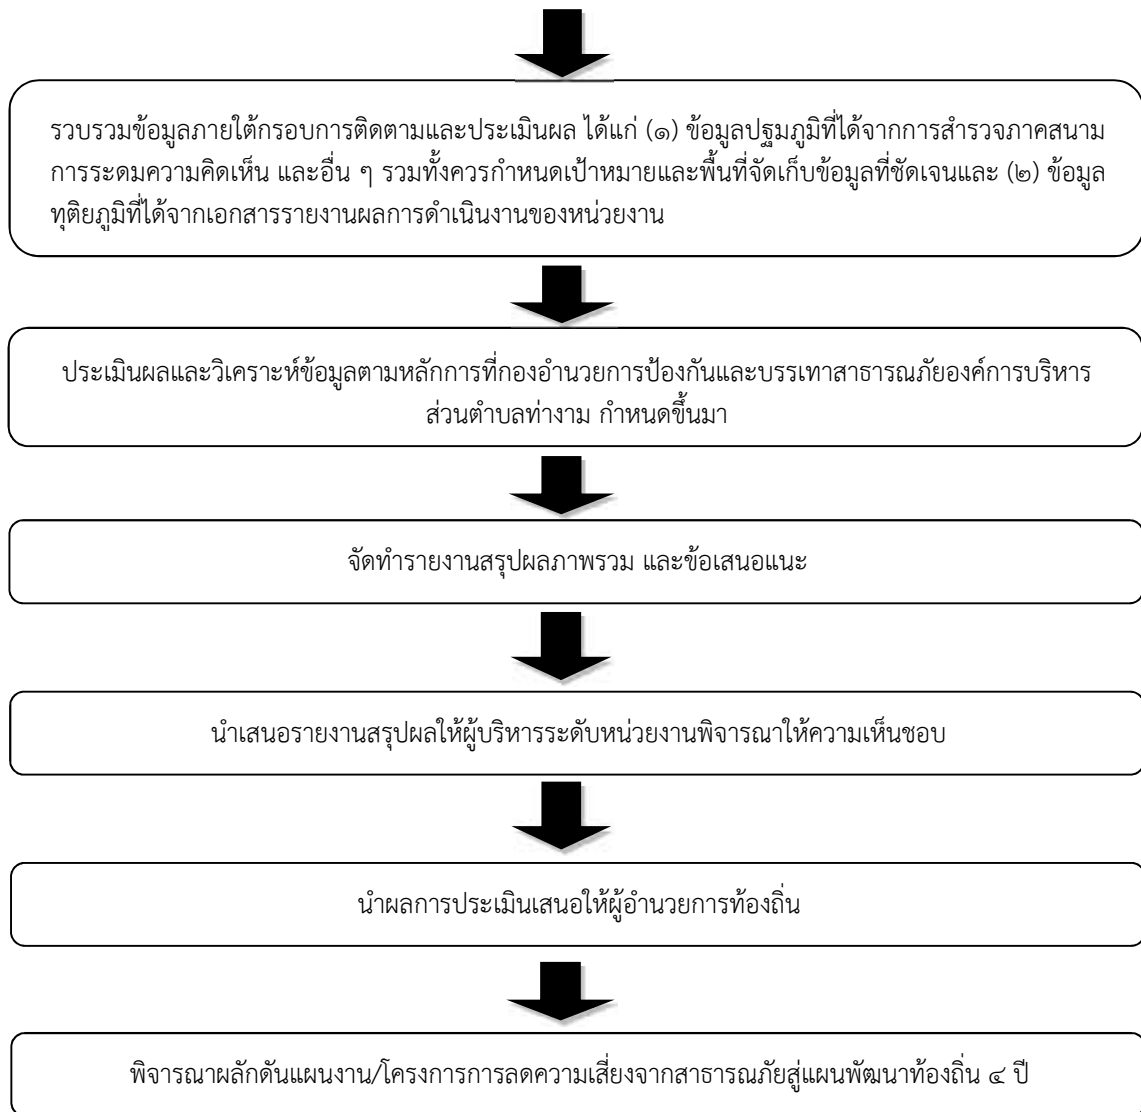 รวบรวมข้อมูลภายใต้กรอบการติดตามและประเมินผล ได้แก่ (๑) ข้อมูลปฐมภูมิที่ได้จากการสำรวจภาคสนาม
การระดมความคิดเห็น และอื่น ๆ รวมทั้งควรกำหนดเป้าหมายและพื้นที่จัดเก็บข้อมูลที่ชัดเจนและ (๒) ข้อมูล
ทุติยภูมิที่ได้จากเอกสารรายงานผลการดำเนินงานของหน่วยงาน
ประเมินผลและวิเคราะห์ข้อมูลตามหลักการที่กองอำนวยการป้องกันและบรรเทาสาธารณภัยองค์การบริหาร
ส่วนตำบลท่างาม กำหนดขึ้นมา
จัดทำรายงานสรุปผลภาพรวม และข้อเสนอแนะ
นำเสนอรายงานสรุปผลให้ผู้บริหารระดับหน่วยงานพิจารณาให้ความเห็นชอบ
นำผลการประเมินเสนอให้ผู้อำนวยการท้องถิ่น
พิจารณาผลักดันแผนงาน/โครงการการลดความเสี่ยงจากสาธารณภัยสู่แผนพัฒนาท้องถิ่น ๔ ปี